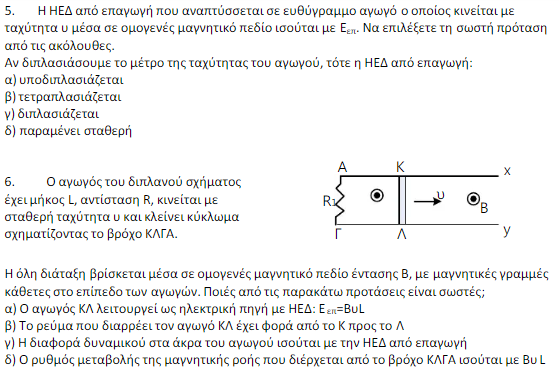 5. Η ΗΕΔ από επαγωγή που αναπτύσσεται σε ευθύγραμμο αγωγό ο οποίος κινείται με
ταχύτητα υ μέσα σε ομογενές μαγνητικό πεδίο ισούται με Εεπ. Να επιλέξετε τη σωστή πρόταση
από τις ακόλουθες.
Αν διπλασιάσουμε το μέτρο της ταχύτητας του αγωγού, τότε η ΗΕΔ από επαγωγή:
α) υποδιπλασιάζεται
β) τετραπλασιάζεται
γ) διπλασιάζεται
δ) παραμένει σταθερή
6. Ο αγωγός του διπλανού σχήματος
έχει μήκος L, αντίσταση R, κινείται με
σταθερή ταχύτητα υ και κλείνει κύκλωμα
σχηματίζοντας το βρόχο ΚΛΓΑ.
Α Κ x
R1 υ B
Γ Λ y
Η όλη διάταξη βρίσκεται μέσα σε ομογενές μαγνητικό πεδίο έντασης Β, με μαγνητικές γραμμές
κάθετες στο επίπεδο των αγωγών. Ποιές από τις παρακάτω προτάσεις είναι σωστές;
α) Ο αγωγός ΚΛ λειτουργεί ως ηλεκτρική πηγή με ΗΕΔ: Εεπ=ΒυL
β) Το ρεύμα που διαρρέει τον αγωγό ΚΛ έχει φορά από το Κ προς το Λ
γ) Η διαφορά δυναμικού στα άκρα του αγωγού ισούται με την ΗΕΔ από επαγωγή
δ) Ο ρυθμός μεταβολής της μαγνητικής ροής που διέρχεται από το βρόχο ΚΛΓΑ ισούται με Βυ L